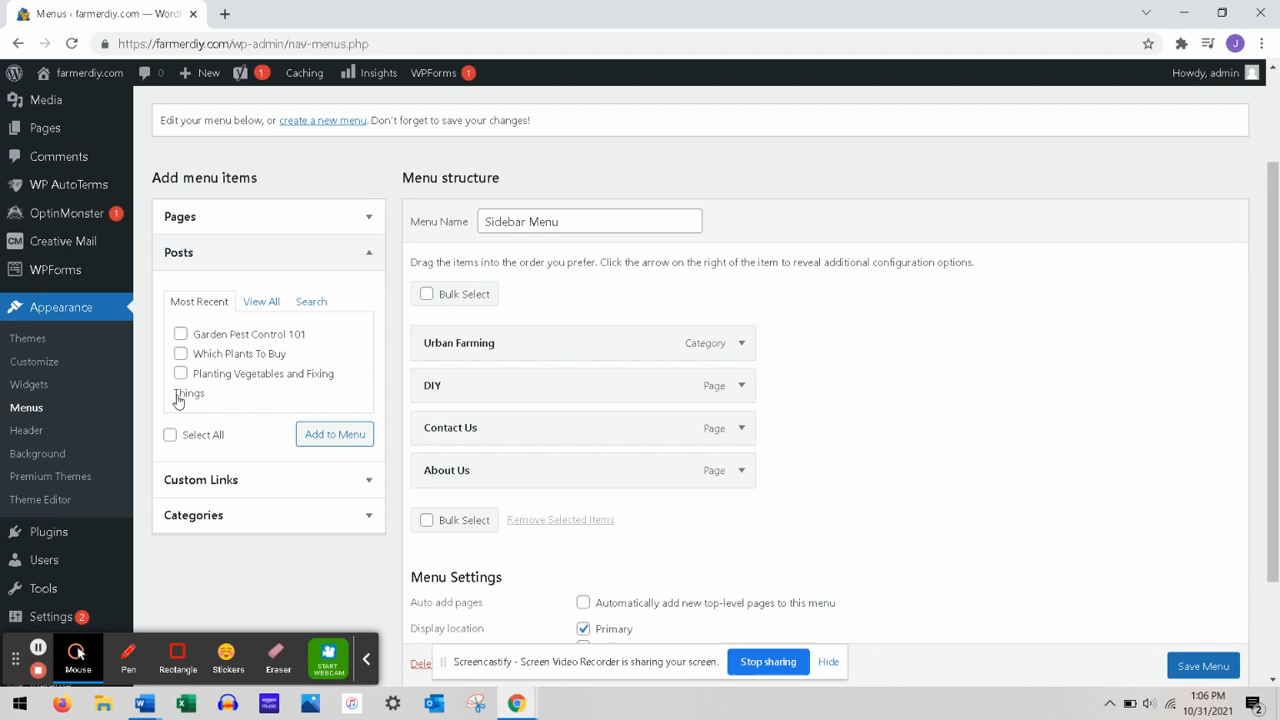 Menus ‹ farmerdiy.com — Word
https://farmerdiy.com/wp-admin/nav-menus.php
J
farmerdiy.com 0 New 1 Caching Insights WPForms 1 Howdy, admin
Media
Pages
Comments
WP AutoTerms
OptinMonster 1
CM Creative Mail
WPForms
Appearance
Themes
Customize
Widgets
Menus
Header
Background
Premium Themes
Theme Editor
Plugins
Users
Tools
Settings 2
Edit your menu below, or create a new menu. Don't forget to save your changes!
Add menu items
Pages
Posts
Most Recent View All Search
Garden Pest Control 101
Which Plants To Buy
Planting Vegetables and Fixing
Things
Select All Add to Menu
Custom Links
Categories
Menu structure
Menu Name Sidebar Menu
Drag the items into the order you prefer. Click the arrow on the right of the item to reveal additional configuration options.
Bulk Select
Urban Farming Category
DIY Page
Contact Us Page
About Us Page
Bulk Select Remove Selected Items
Menu Settings
Auto add pages Automatically add new top-level pages to this menu
Display location Primary
Dele
Save Menu
Mouse Pen Rectangle Stickers Eraser START
WEBCAM
Screencastify - Screen Video Recorder is sharing your screen. Stop sharing Hide
1:06 PM
10/31/2021
2